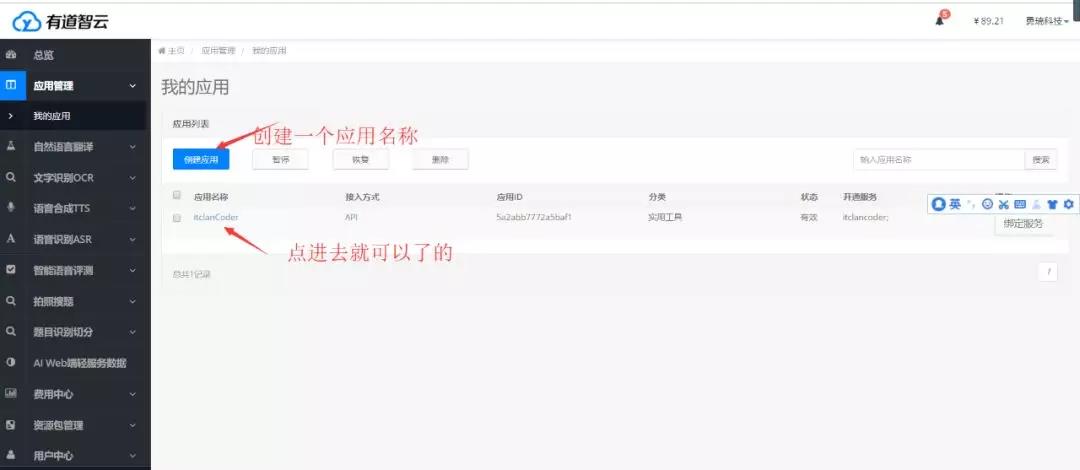 有道智云
5
¥ 89.21
勇瑞科技
总览
应用管理
我的应用
自然语言翻译
文字识别OCR
语音合成TTS
语音识别ASR
智能语音评测
拍照搜题
题目识别切分
AI Web端轻服务数据
费用中心
资源包管理
用户中心
主页 / 应用管理 / 我的应用
我的应用
应用列表
创建一个应用名称
创建应用 暂停 恢复 删除 输入应用名称 搜索
应用名称 接入方式 应用ID 分类 状态 开通服务
英
itclanCoder API 5a2abb7772a5baf1 实用工具 有效 itclancoder;
绑定服务
点进去就可以了的
总共1记录
1